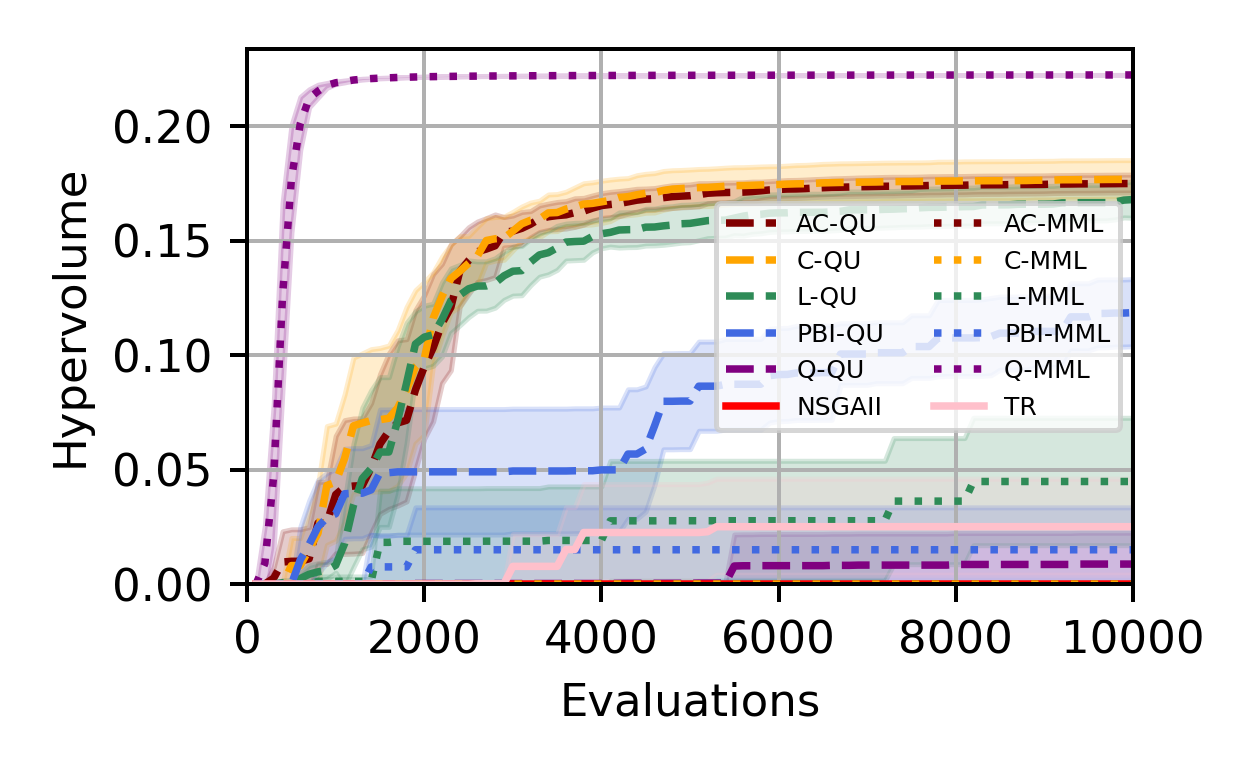 Hypervolume
0.20
0.15
0.10
0.05
0.00
AC-QU AC-MML
C-QU C-MML
L-QU L-MML
PBI-QU PBI-MML
Q-QU Q-MML
NSGAII TR
0 2000 4000 6000 8000 10000
Evaluations